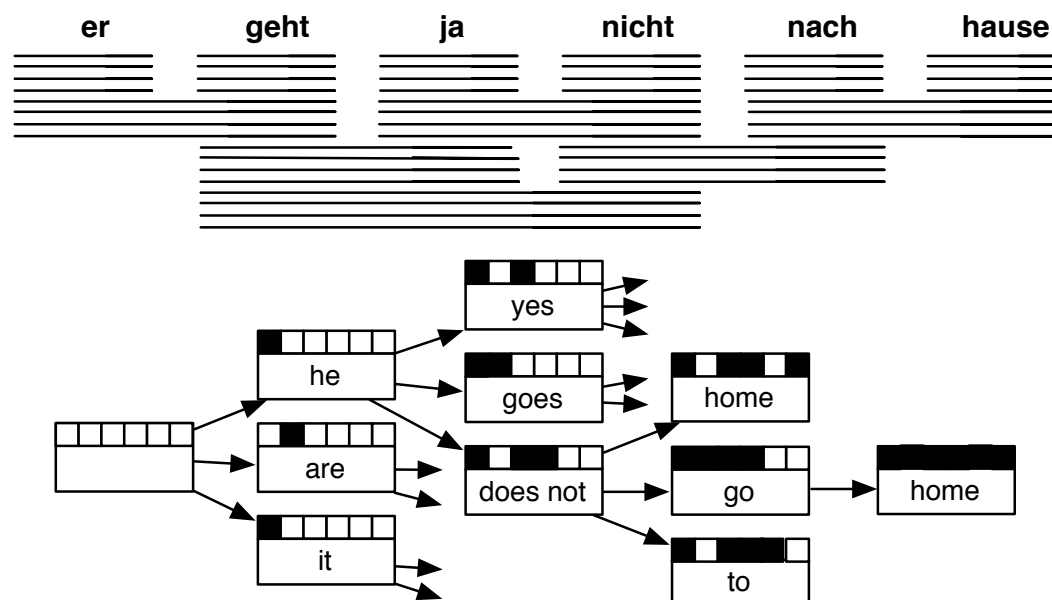 er geht ja nicht nach hause
yes
he goes home
are does not go home
it to